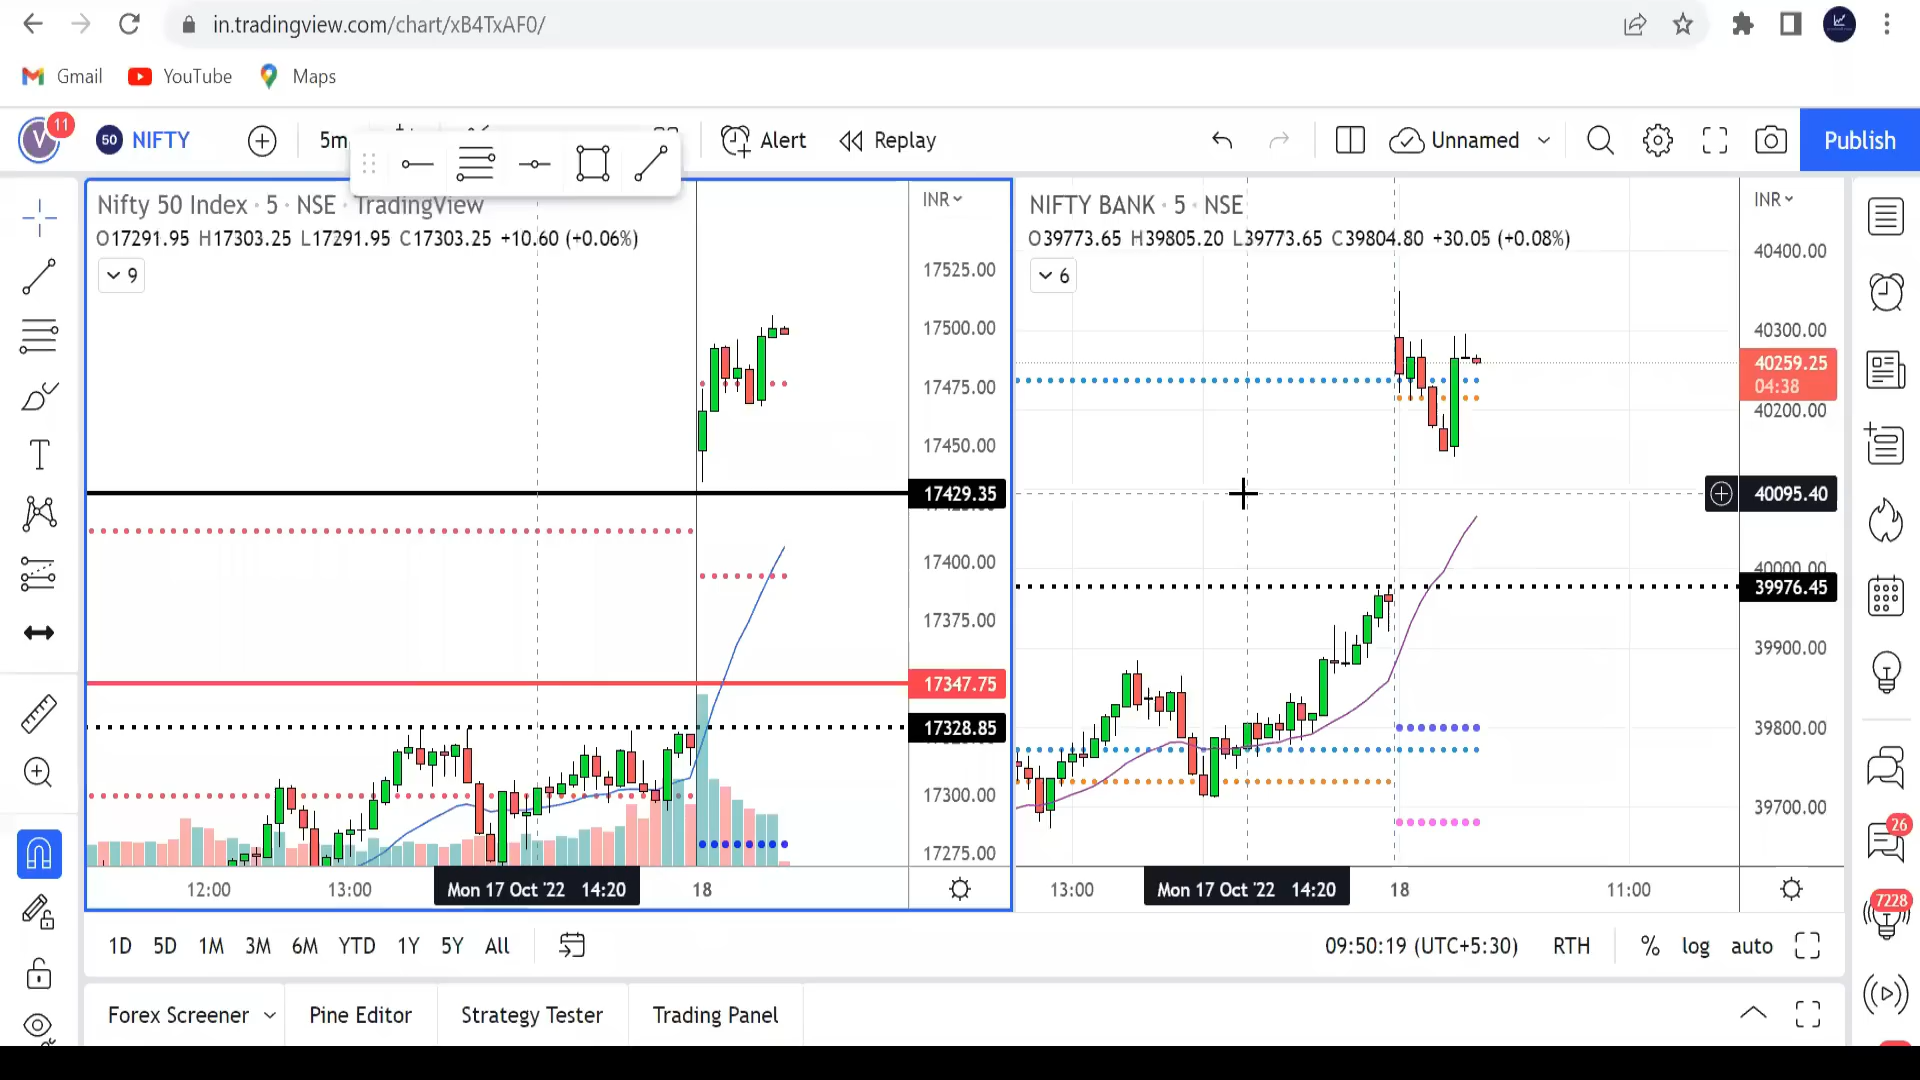 in.tradingview.com/chart/xB4TxAF0/
Gmail YouTube Maps
V 11 50 NIFTY 5m Alert Replay Unnamed Publish
Nifty 50 Index · 5 · NSE · TradingView
O17291.95 H17303.25 L17291.95 C17303.25 +10.60 (+0.06%)
9
INR
17525.00
17500.00
17475.00
17450.00
17429.35
17400.00
17375.00
17347.75
17328.85
17300.00
17275.00
12:00 13:00 Mon 17 Oct '22 14:20 18
NIFTY BANK · 5 · NSE
O39773.65 H39805.20 L39773.65 C39804.80 +30.05 (+0.08%)
6
INR
40400.00
40300.00
40259.25
04:38
40200.00
40095.40
40000.00
39976.45
39900.00
39800.00
39700.00
13:00 Mon 17 Oct '22 14:20 18 11:00
26
7228
1D 5D 1M 3M 6M YTD 1Y 5Y All 09:50:19 (UTC+5:30) RTH % log auto
Forex Screener Pine Editor Strategy Tester Trading Panel